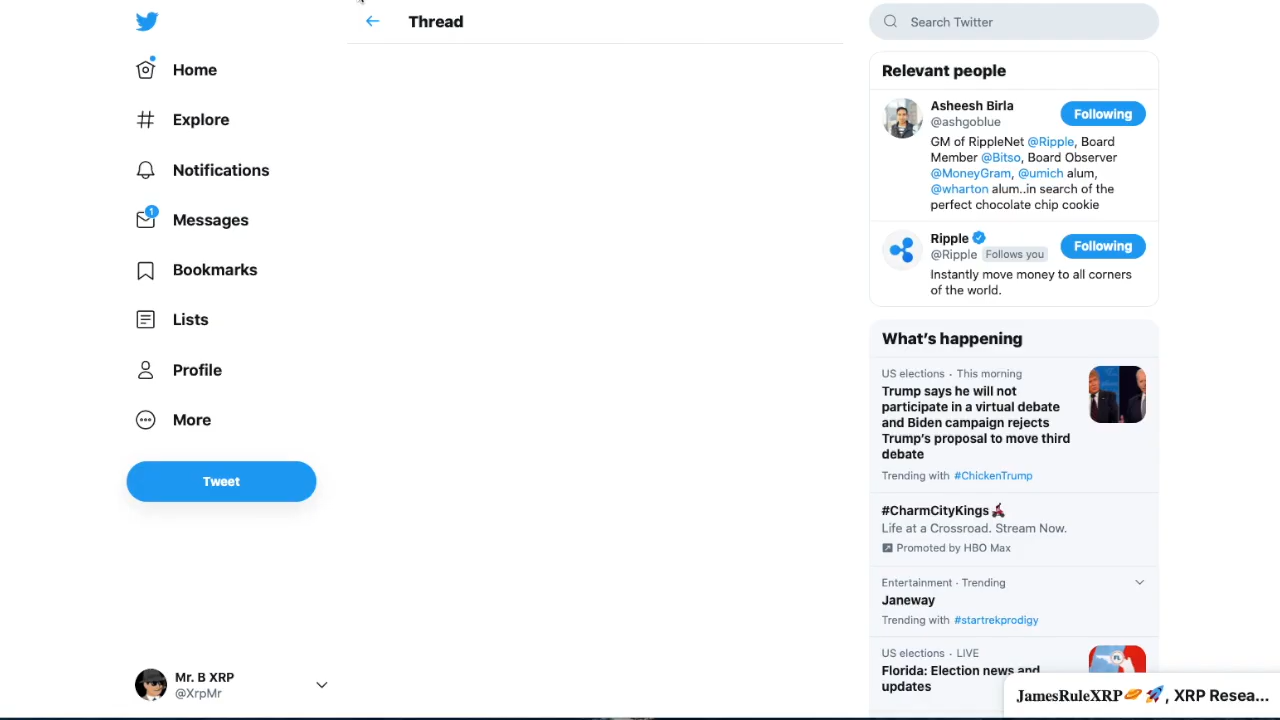 Home
Explore
Notifications
1
Messages
Bookmarks
Lists
Profile
More
Tweet
Mr. B XRP
@XrpMr
Thread
Search Twitter
Relevant people
Asheesh Birla
@ashgoblue
Following
GM of RippleNet @Ripple, Board
Member @Bitso, Board Observer
@MoneyGram, @umich alum,
@wharton alum..in search of the
perfect chocolate chip cookie
Ripple
@Ripple Follows you
Following
Instantly move money to all corners
of the world.
What's happening
US elections · This morning
Trump says he will not
participate in a virtual debate
and Biden campaign rejects
Trump's proposal to move third
debate
Trending with #ChickenTrump
#CharmCityKings
Life at a Crossroad. Stream Now.
Promoted by HBO Max
Entertainment · Trending
Janeway
Trending with #startrekprodigy
US elections · LIVE
Florida: Election news and
updates
JamesRuleXRP🪐🚀, XRP Resea...